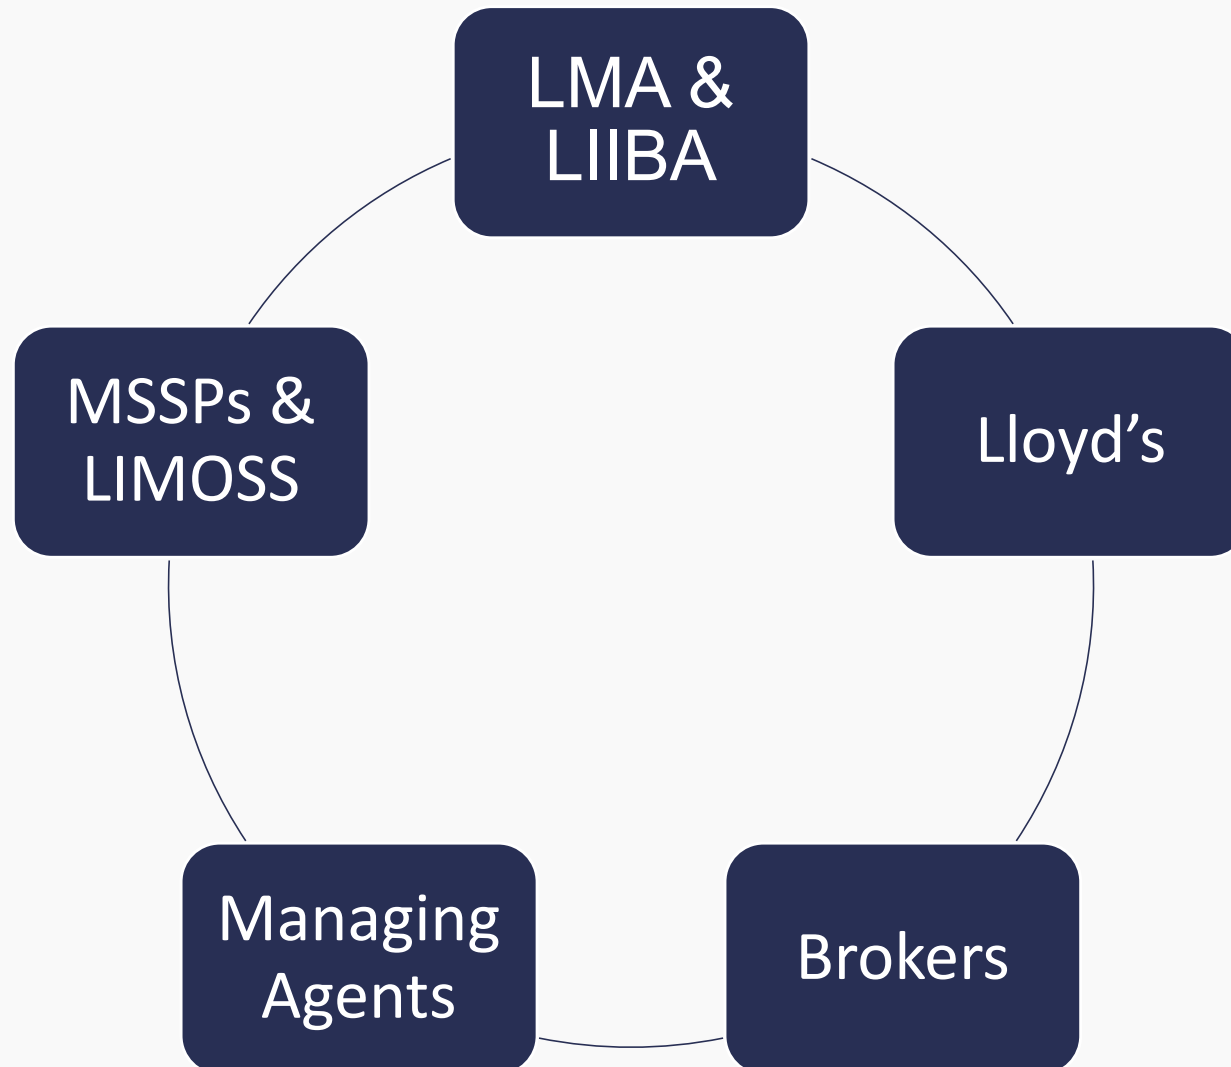 LMA &
LIIBA
Lloyd’s
Brokers
Managing
Agents
MSSPs &
LIMOSS